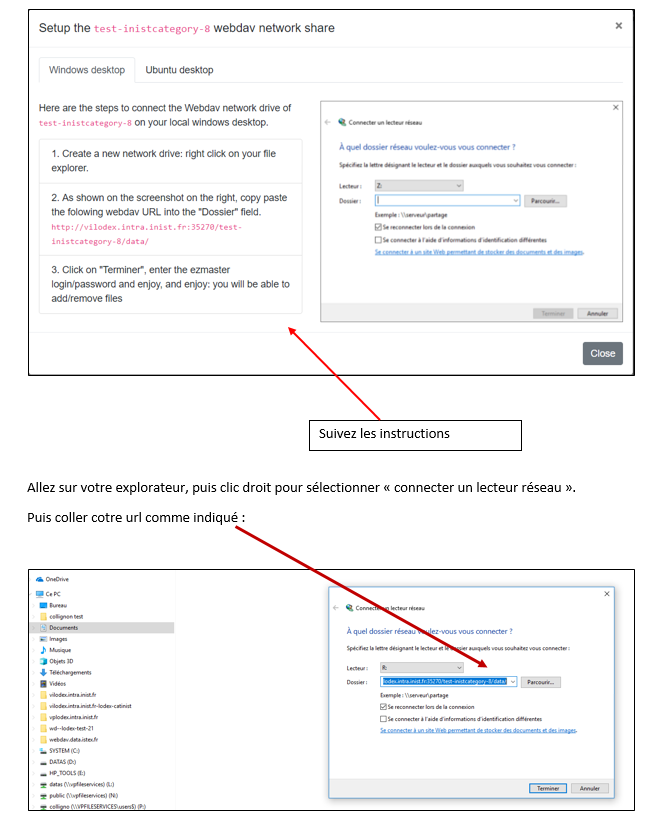 Setup the test-inistcategory-8 webdav network share
×
Windows desktop
Ubuntu desktop
Here are the steps to connect the Webdav network drive of
test-inistcategory-8 on your local windows desktop.
1. Create a new network drive: right click on your file
explorer.
2. As shown on the screenshot on the right, copy paste
the folowing webdav URL into the "Dossier" field.
http://vilodex.intra.inist.fr:35270/test-
inistcategory-8/data/
3. Click on "Terminer", enter the ezmaster
login/password and enjoy, and enjoy: you will be able to
add/remove files
Connecter un lecteur réseau
À quel dossier réseau voulez-vous vous connecter ?
Spécifiez la lettre désignant le lecteur et le dossier auxquels vous souhaitez vous connecter :
Lecteur : Z:
Dossier : Parcourir...
Exemple : \\serveur\partage
Se reconnecter lors de la connexion
Se connecter à l'aide d'informations d'identification différentes
Se connecter à un site Web permettant de stocker des documents et des images.
Terminer Annuler
Close
Suivez les instructions
Allez sur votre explorateur, puis clic droit pour sélectionner « connecter un lecteur réseau ».
Puis coller cotre url comme indiqué :
OneDrive
Ce PC
Bureau
collignon test
Documents
Images
Musique
Objets 3D
Téléchargements
Vidéos
vilodex.intra.inist.fr
vilodex.intra.inist.fr-lodex-catinist
vplodex.intra.inist.fr
wd--lodex-test-21
webdav.data.istex.fr
SYSTEM (C:)
DATAS (D:)
HP_TOOLS (E:)
datas (\\vpfileservices) (L:)
public (\\vpfileservices) (N:)
colligno (\\VPFILESERVICES\users$) (P:)
Connecter un lecteur réseau
À quel dossier réseau voulez-vous vous connecter ?
Spécifiez la lettre désignant le lecteur et le dossier auxquels vous souhaitez vous connecter :
Lecteur : R:
Dossier : lodex.intra.inist.fr:35270/test-inistcategory-8/data/ Parcourir...
Exemple : \\serveur\partage
Se reconnecter lors de la connexion
Se connecter à l'aide d'informations d'identification différentes
Se connecter à un site Web permettant de stocker des documents et des images.
Terminer Annuler